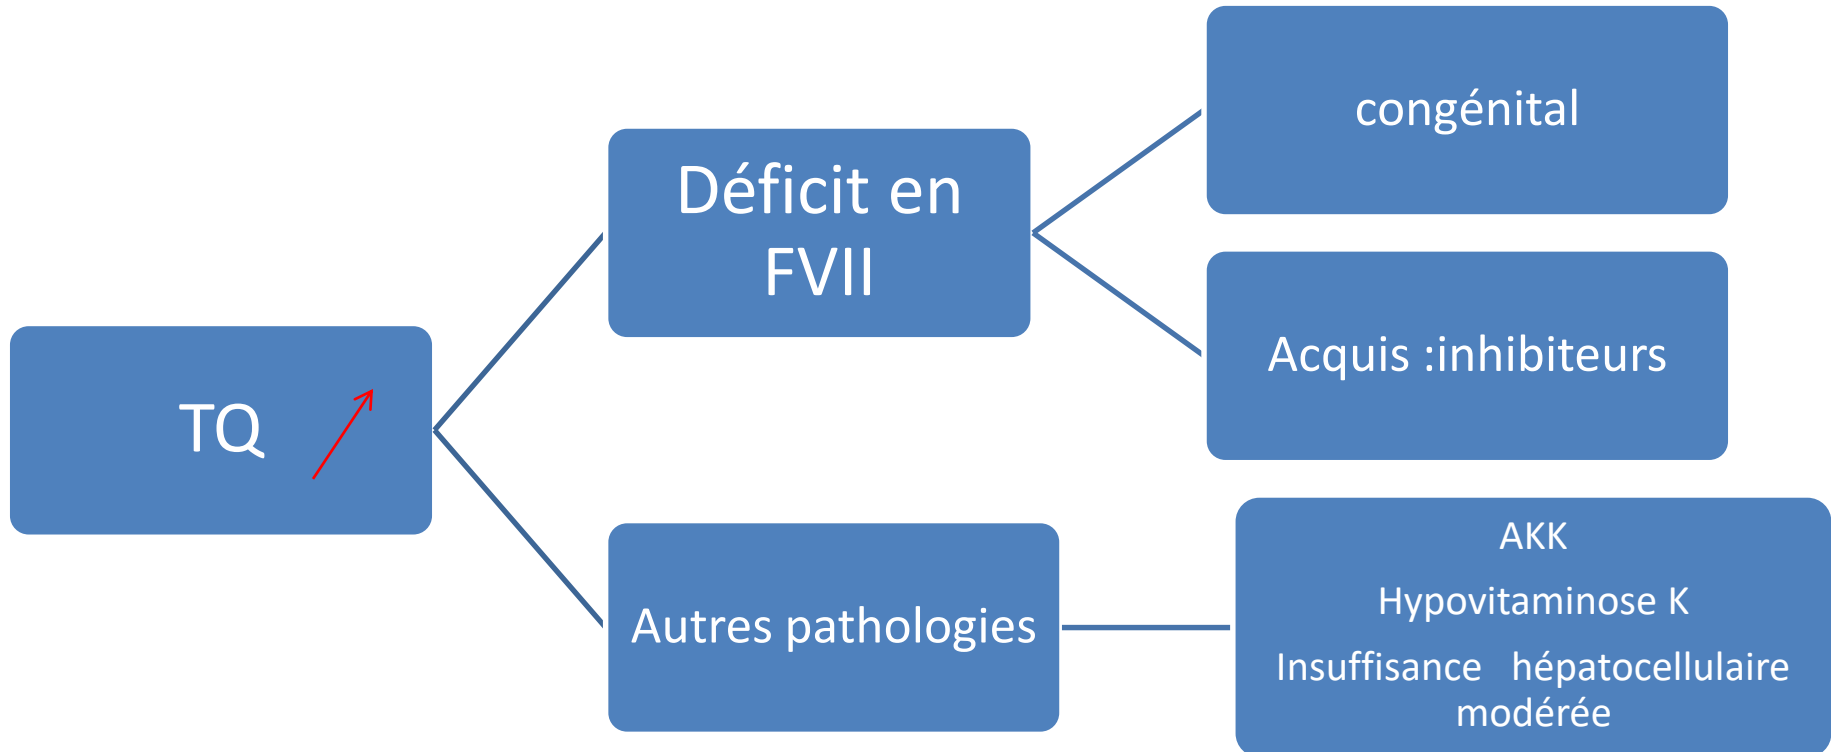 TQ
Déficit en
FVII
congénital
Acquis :inhibiteurs
Autres pathologies
AKK
Hypovitaminose K
Insuffisance hépatocellulaire
modérée